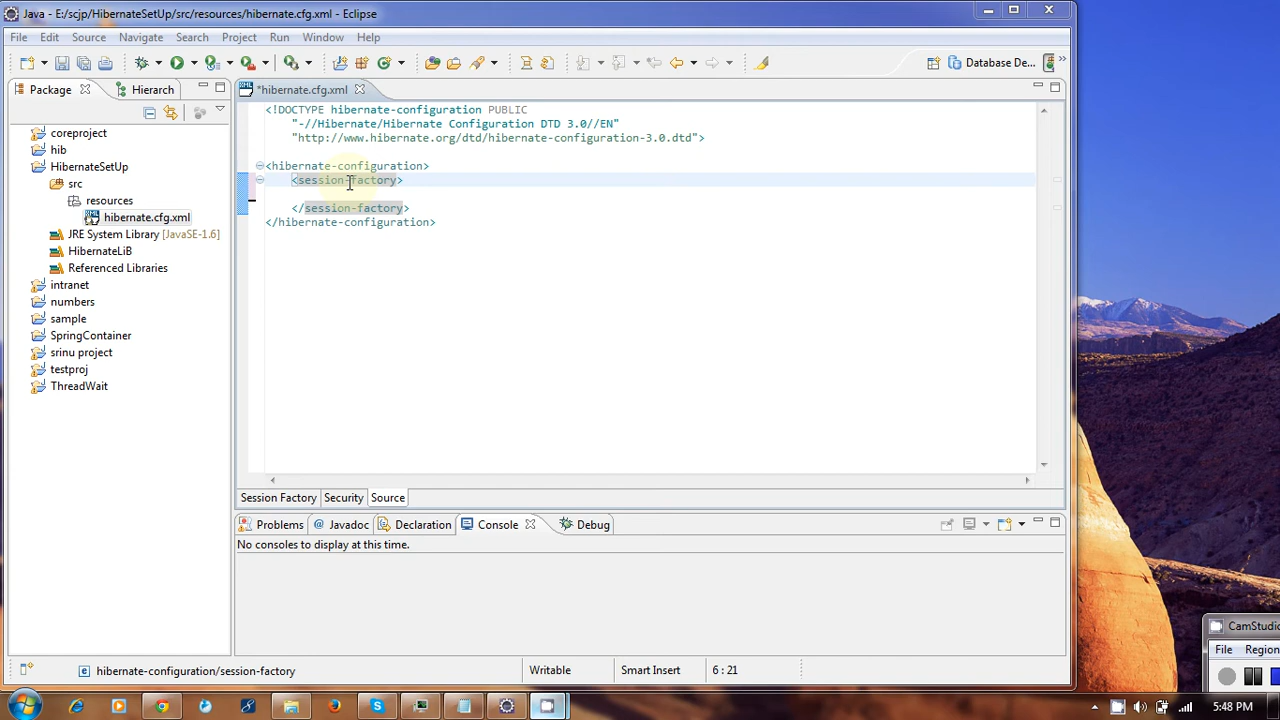 Java - E:/scjp/HibernateSetUp/src/resources/hibernate.cfg.xml - Eclipse
File Edit Source Navigate Search Project Run Window Help
Database De...
Package
Hierarch
*hibernate.cfg.xml
coreproject
hib
HibernateSetUp
src
resources
hibernate.cfg.xml
JRE System Library [JavaSE-1.6]
HibernateLiB
Referenced Libraries
intranet
numbers
sample
SpringContainer
srinu project
testproj
ThreadWait
<!DOCTYPE hibernate-configuration PUBLIC
"-//Hibernate/Hibernate Configuration DTD 3.0//EN"
"http://www.hibernate.org/dtd/hibernate-configuration-3.0.dtd">
<hibernate-configuration>
<session-factory>
</session-factory>
</hibernate-configuration>
Session Factory Security Source
Problems @ Javadoc Declaration Console Debug
No consoles to display at this time.
hibernate-configuration/session-factory
Writable
Smart Insert
6 : 21
CamStudio
File Region
5:48 PM